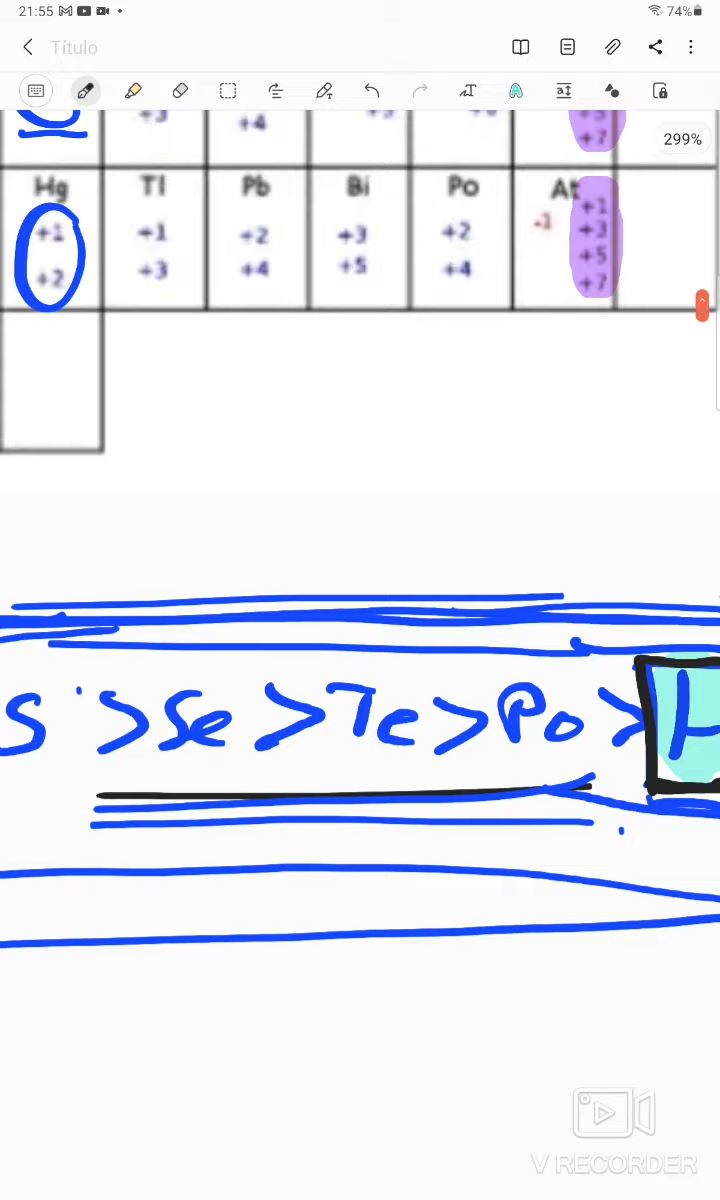 21:55 74%
Título
+3 +4 +5
+7
299%
Hg Tl Pb Bi Po At
+1 +1 +2 +3 +2 -1 +1
+3
+2 +3 +4 +5 +4 +5
+7
S > Se > Te > Po >
V RECORDER